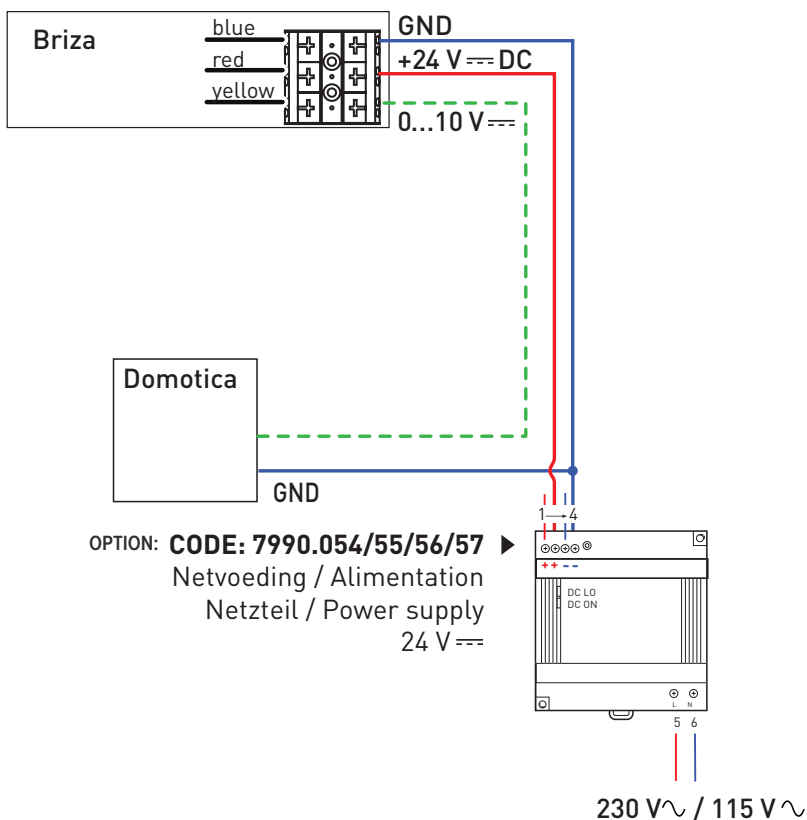 Briza
blue
red
yellow
GND
+24 V ⎓ DC
0...10 V ⎓
Domotica
GND
1→4
OPTION: CODE: 7990.054/55/56/57 ▶
Netvoeding / Alimentation
Netzteil / Power supply
24 V ⎓
+ + – –
DC LO
DC ON
L N
5 6
230 V∿ / 115 V∿